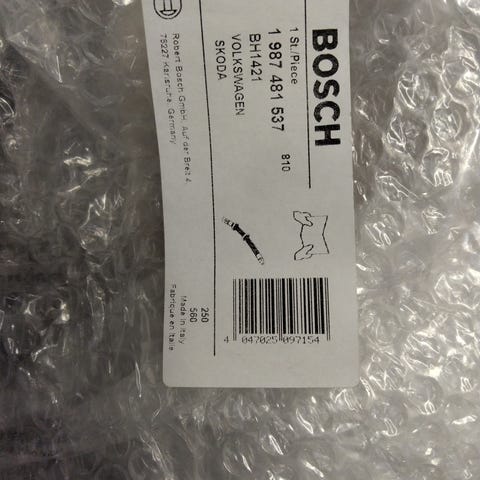 BOSCH
1 St./Piece
1 987 481 537
810
BH1421
VOLKSWAGEN
SKODA
Robert Bosch GmbH, Auf der Breit 4,
76227 Karlsruhe, Germany
250
560
Made in Italy
Fabriqué en Italie
4 047025 097154